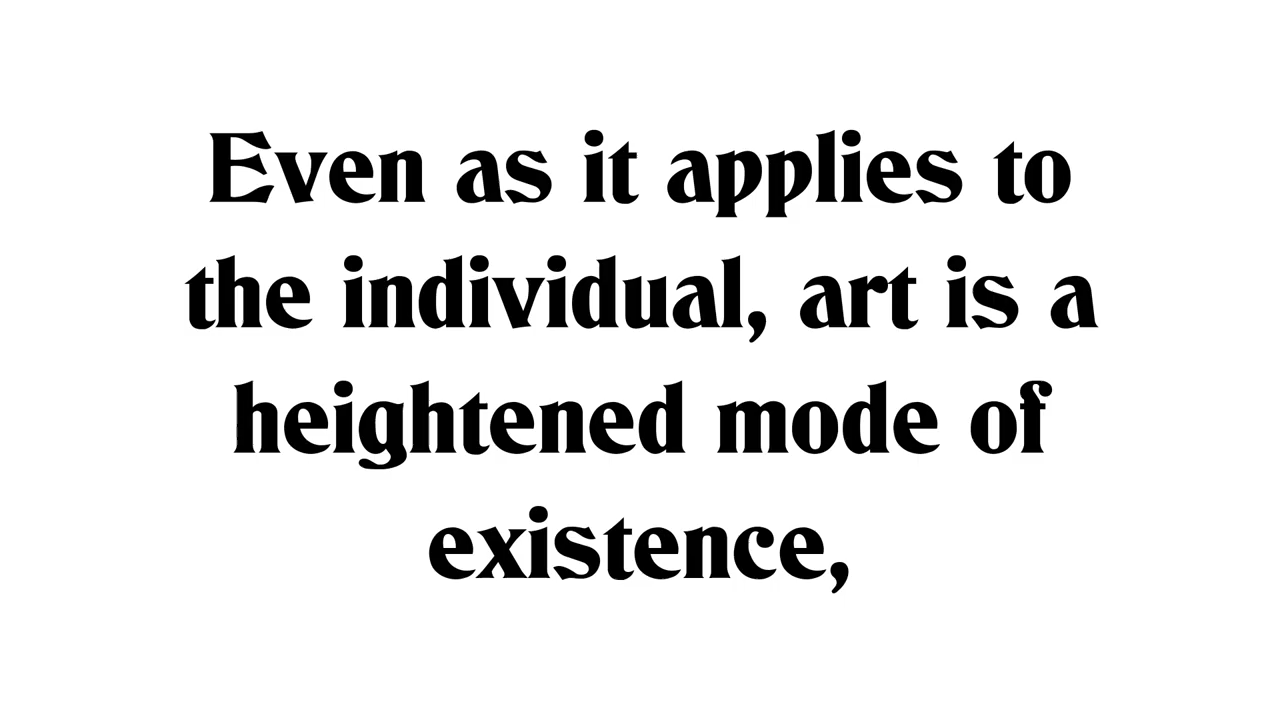 Even as it applies to
the individual, art is a
heightened mode of
existence,